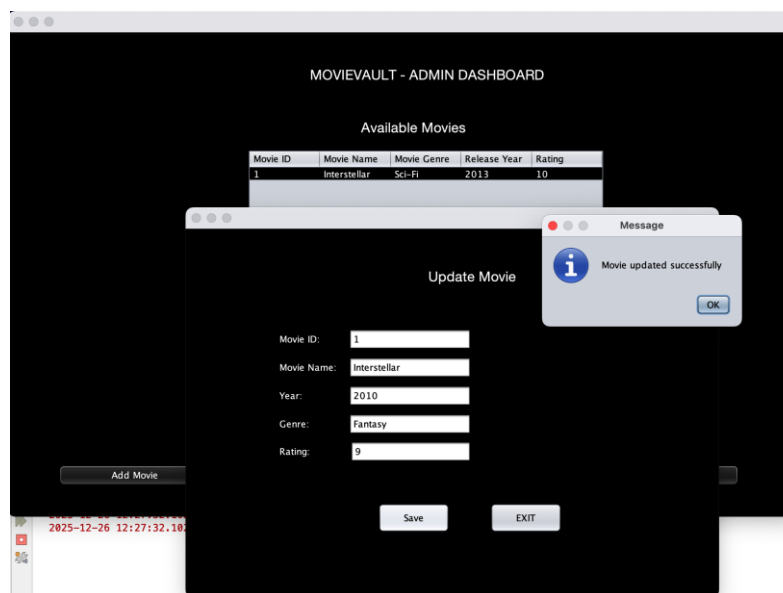 MOVIEVAULT - ADMIN DASHBOARD
Available Movies
Movie ID Movie Name Movie Genre Release Year Rating
1 Interstellar Sci-Fi 2013 10
Message
Movie updated successfully
OK
Update Movie
Movie ID: 1
Movie Name: Interstellar
Year: 2010
Genre: Fantasy
Rating: 9
Add Movie
Save EXIT
2025-12-26 12:27:32.102